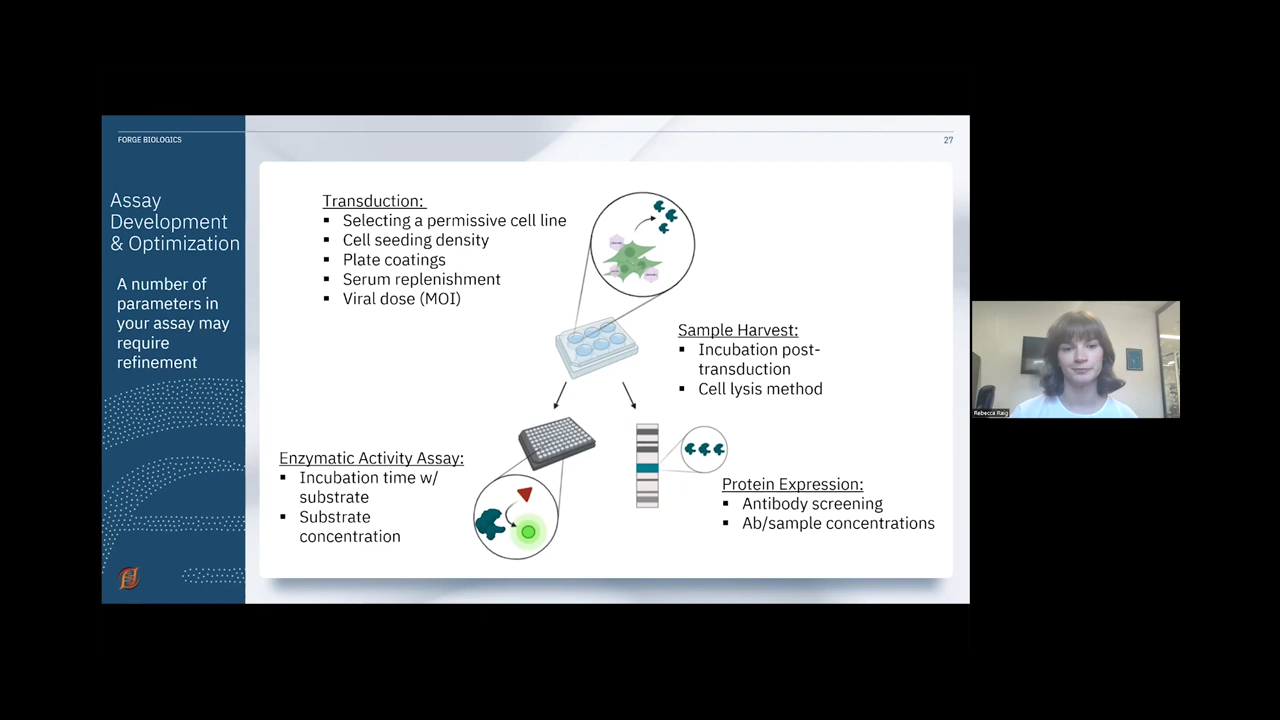 FORGE BIOLOGICS
27
Assay
Development
& Optimization
A number of
parameters in
your assay may
require
refinement
Transduction:
▪ Selecting a permissive cell line
▪ Cell seeding density
▪ Plate coatings
▪ Serum replenishment
▪ Viral dose (MOI)
Sample Harvest:
▪ Incubation post-
transduction
▪ Cell lysis method
Enzymatic Activity Assay:
▪ Incubation time w/
substrate
▪ Substrate
concentration
Protein Expression:
▪ Antibody screening
▪ Ab/sample concentrations
Rebecca Raig